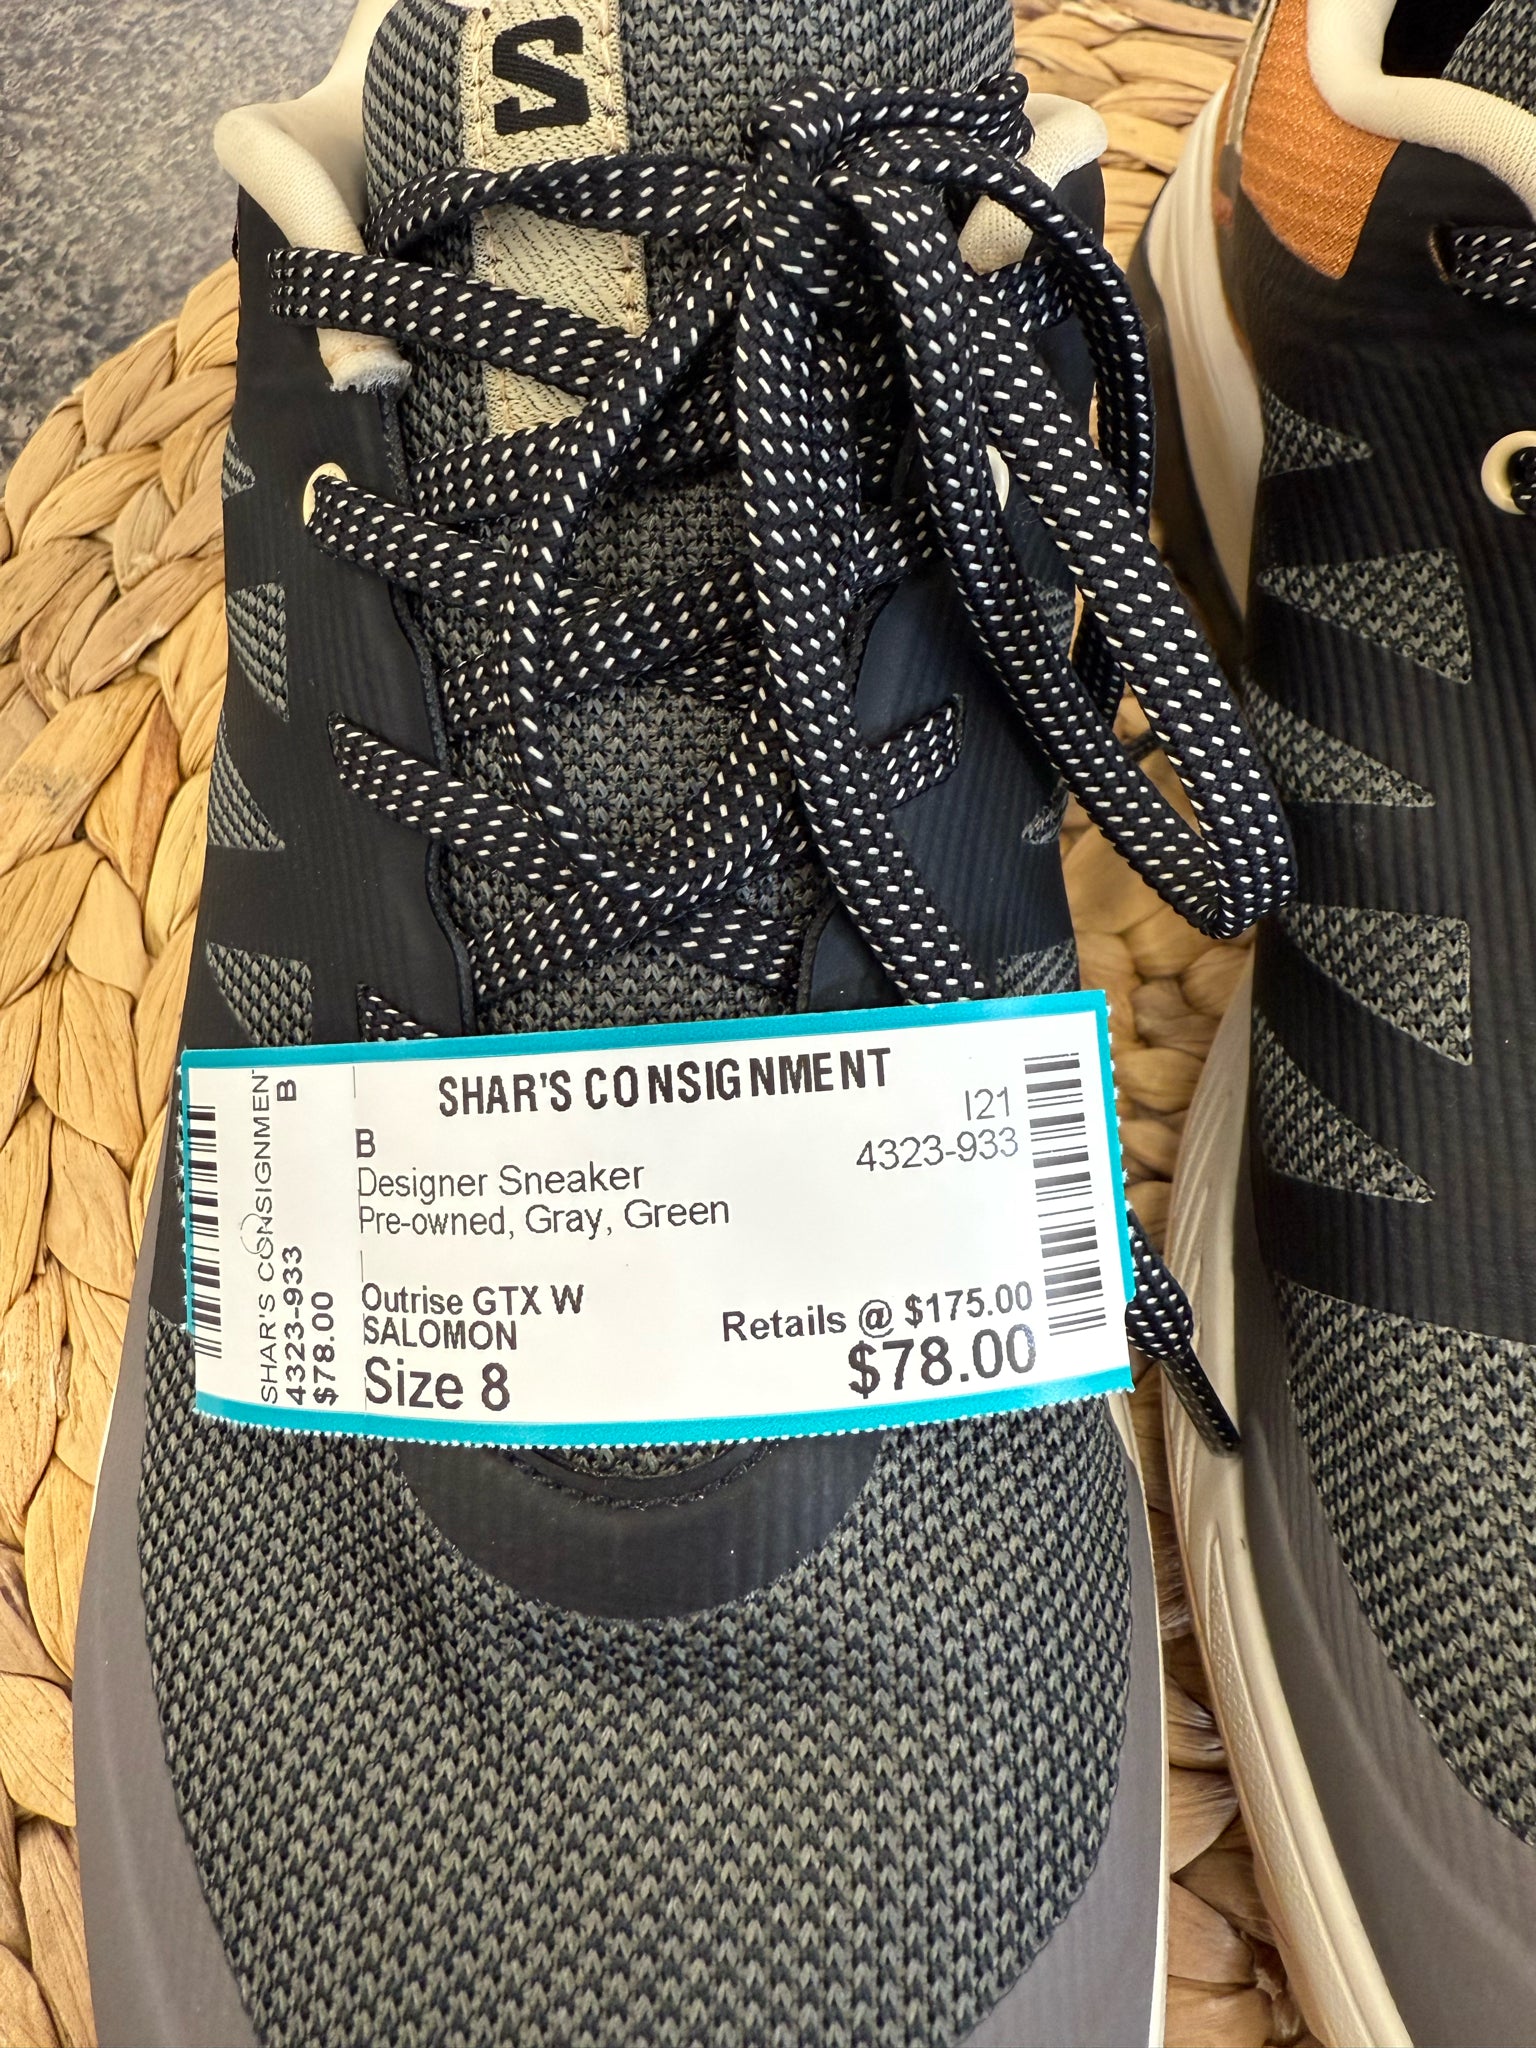 S
SHAR'S CONSIGNMENT
I21
B
4323-933
Designer Sneaker
Pre-owned, Gray, Green
Outrise GTX W
SALOMON
Retails @ $175.00
Size 8
$78.00
SHAR'S CONSIGNMEN
B
4323-933
$78.00